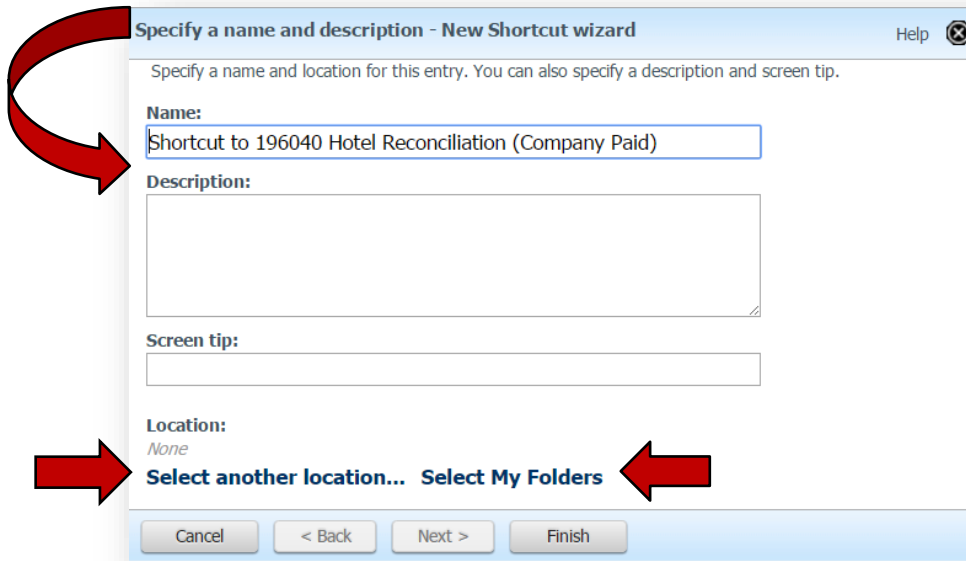 Specify a name and description - New Shortcut wizard Help
Specify a name and location for this entry. You can also specify a description and screen tip.
Name:
Shortcut to 196040 Hotel Reconciliation (Company Paid)
Description:
Screen tip:
Location:
None
Select another location... Select My Folders
Cancel < Back Next > Finish